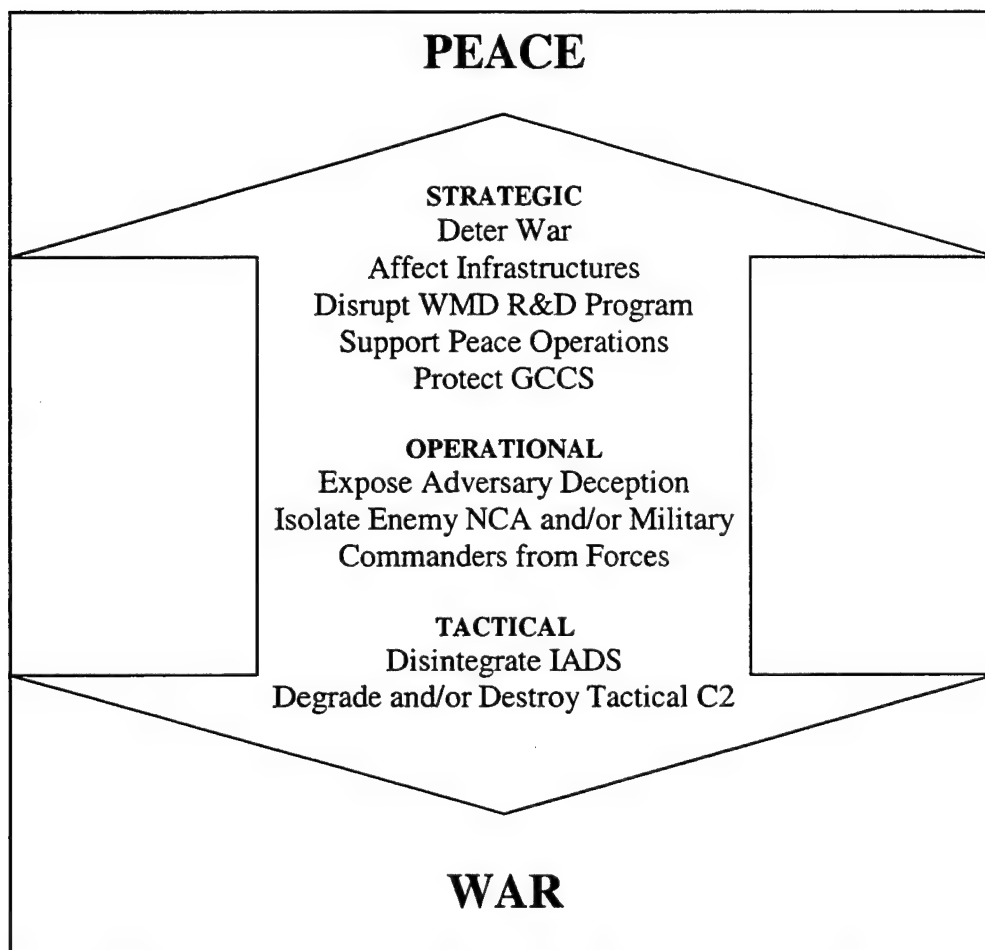 PEACE
STRATEGIC
Deter War
Affect Infrastructures
Disrupt WMD R&D Program
Support Peace Operations
Protect GCCS
OPERATIONAL
Expose Adversary Deception
Isolate Enemy NCA and/or Military
Commanders from Forces
TACTICAL
Disintegrate IADS
Degrade and/or Destroy Tactical C2
WAR